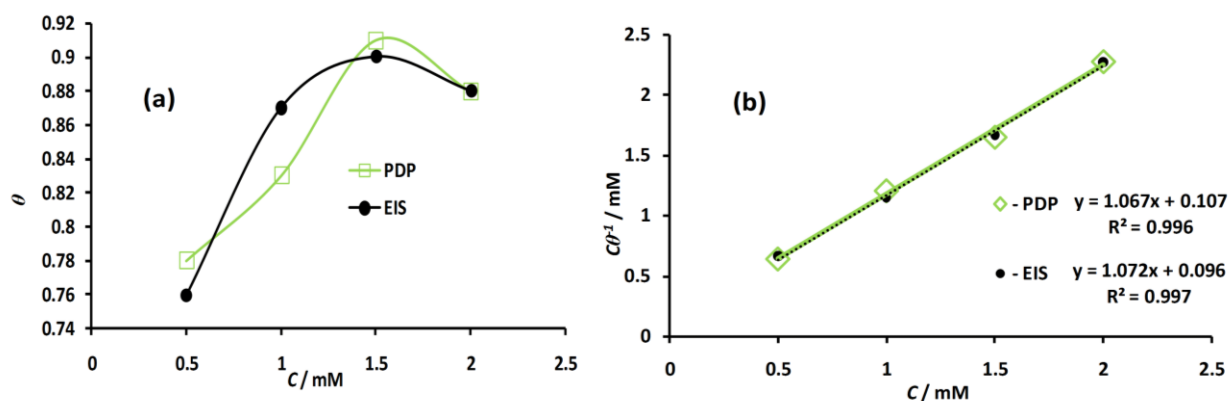 0.92
0.9
0.88
0.86
0.84
0.82
0.8
0.78
0.76
0.74
θ
(a)
PDP
EIS
0
0.5
1
1.5
2
2.5
C / mM
2.5
2
1.5
1
0.5
0
Cθ⁻¹ / mM
(b)
- PDP y = 1.067x + 0.107
R² = 0.996
- EIS y = 1.072x + 0.096
R² = 0.997
0
0.5
1
1.5
2
2.5
C / mM